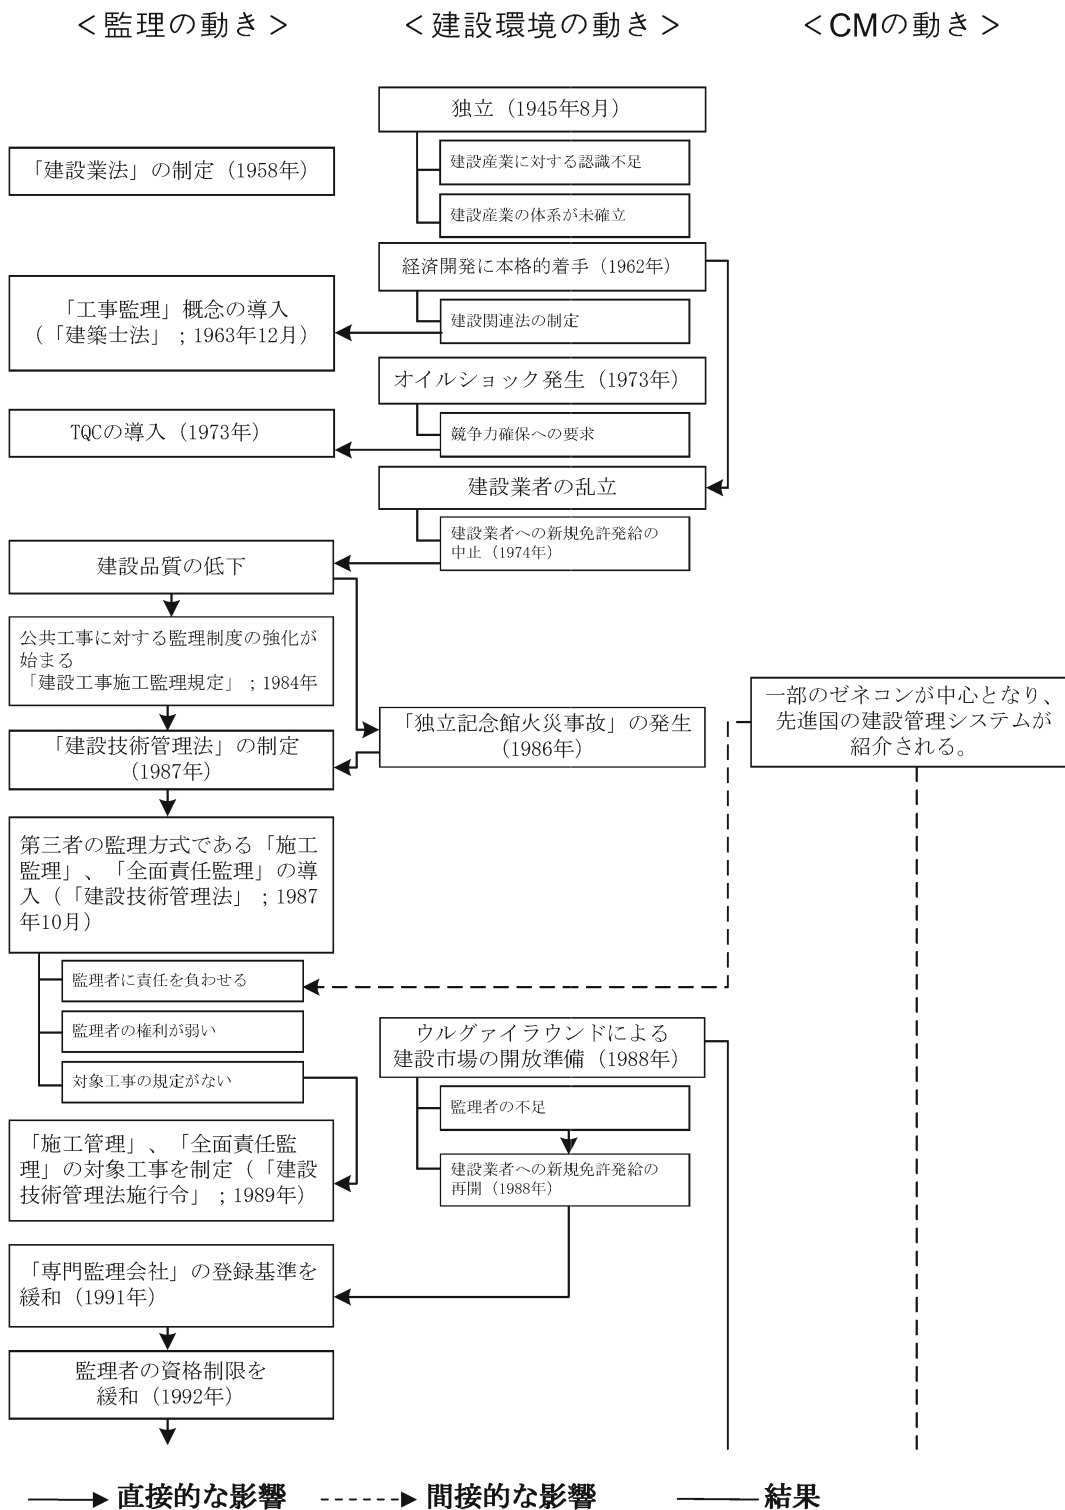 ＜監理の動き＞
＜建設環境の動き＞
＜CMの動き＞
独立（1945年8月）
建設産業に対する認識不足
「建設業法」の制定（1958年）
建設産業の体系が未確立
経済開発に本格的着手（1962年）
建設関連法の制定
「工事監理」概念の導入
（「建築士法」；1963年12月）
オイルショック発生（1973年）
競争力確保への要求
TQCの導入（1973年）
建設業者の乱立
建設業者への新規免許発給の
中止（1974年）
建設品質の低下
公共工事に対する監理制度の強化が
始まる
「建設工事施工監理規定」；1984年
一部のゼネコンが中心となり、
先進国の建設管理システムが
紹介される。
「独立記念館火災事故」の発生
（1986年）
「建設技術管理法」の制定
（1987年）
第三者の監理方式である「施工
監理」、「全面責任監理」の導
入（「建設技術管理法」；1987
年10月）
監理者に責任を負わせる
監理者の権利が弱い
対象工事の規定がない
ウルグァイラウンドによる
建設市場の開放準備（1988年）
監理者の不足
建設業者への新規免許発給の
再開（1988年）
「施工管理」、「全面責任監
理」の対象工事を制定（「建設
技術管理法施行令」；1989年）
「専門監理会社」の登録基準を
緩和（1991年）
監理者の資格制限を
緩和（1992年）
直接的な影響
間接的な影響
結果